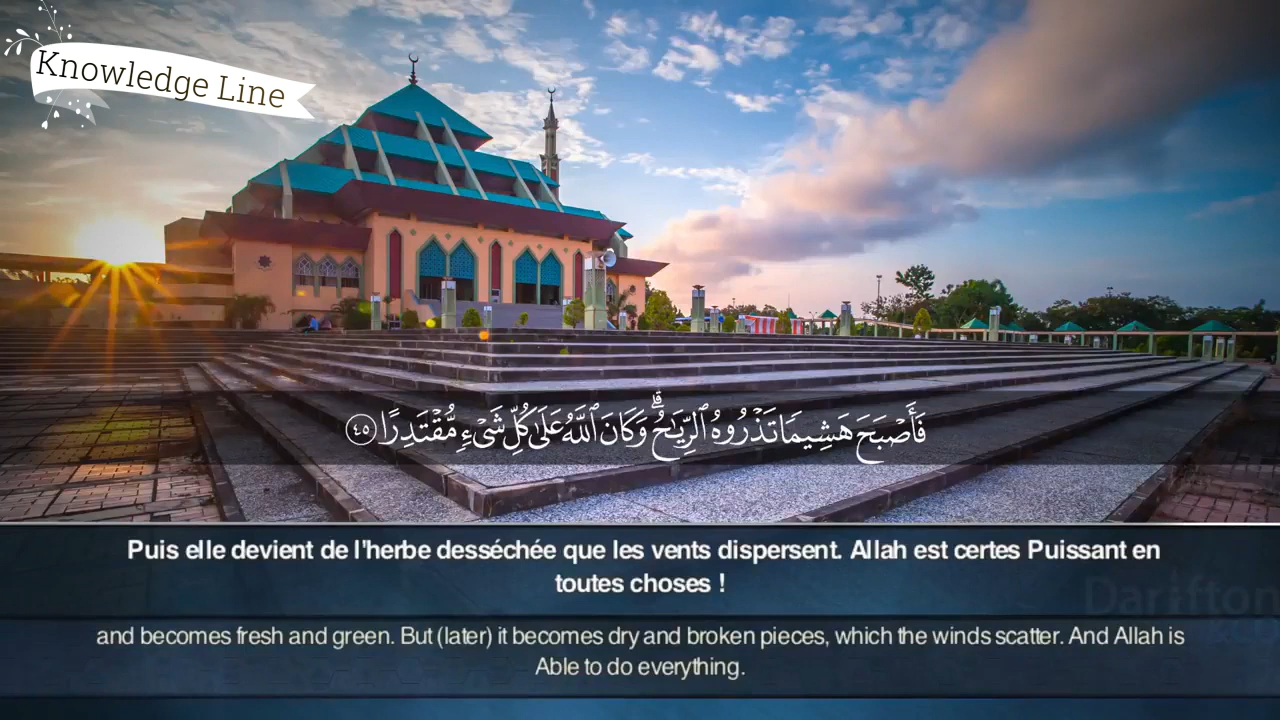 Knowledge Line
فَأَصْبَحَ هَشِيمًا تَذْرُوهُ ٱلرِّيَـٰحُ ۗ وَكَانَ ٱللَّهُ عَلَىٰ كُلِّ شَىْءٍ مُّقْتَدِرًا ٤٥
Puis elle devient de l'herbe desséchée que les vents dispersent. Allah est certes Puissant en
toutes choses !
and becomes fresh and green. But (later) it becomes dry and broken pieces, which the winds scatter. And Allah is
Able to do everything.